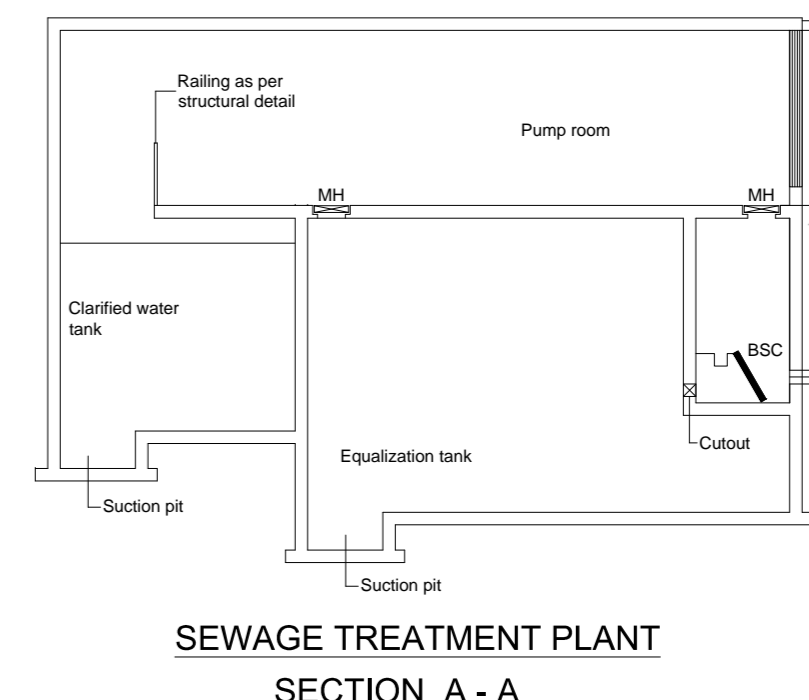 Railing as per
structural detail
Pump room
MH
MH
Clarified water
tank
BSC
Cutout
Equalization tank
Suction pit
Suction pit
SEWAGE TREATMENT PLANT
SECTION A - A